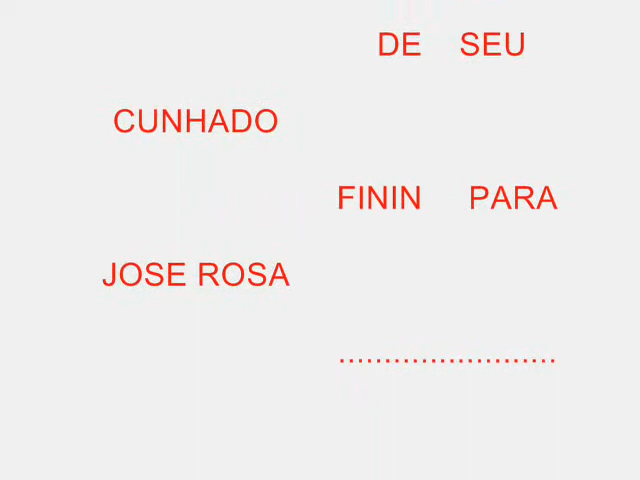 DE SEU
CUNHADO
FININ PARA
JOSE ROSA
........................